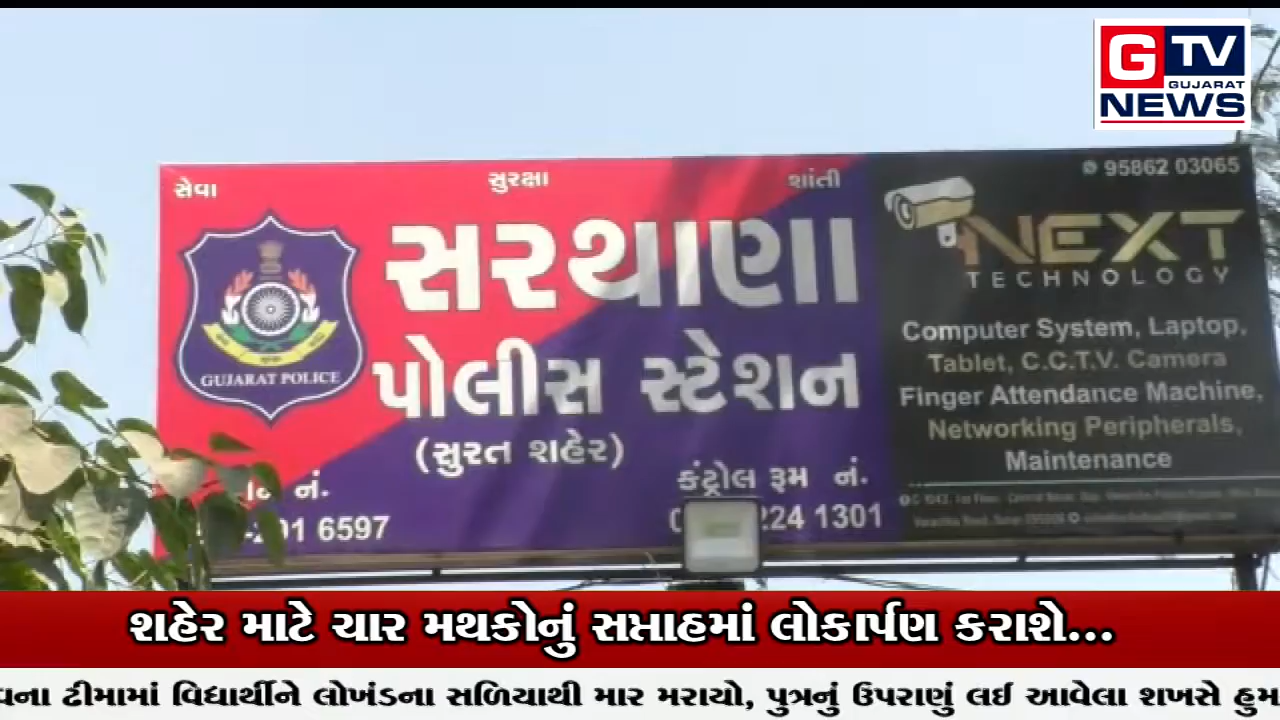 GTV
GUJARAT
NEWS
સેવા સુરક્ષા શાંતી
સરથાણા
પોલીસ સ્ટેશન
(સુરત શહેર)
GUJARAT POLICE
નં.
6597
કંટ્રોલ રૂમ નં.
224 1301
95862 03065
NEXT
TECHNOLOGY
Computer System, Laptop,
Tablet, C.C.T.V. Camera
Finger Attendance Machine,
Networking Peripherals,
Maintenance
શહેર માટે ચાર મથકોનું સપ્તાહમાં લોકાર્પણ કરાશે...
વના ઢીમામાં વિદ્યાર્થીને લોખંડના સળિયાથી માર મરાયો, પુત્રનું ઉપરાણું લઈ આવેલા શખસે હુમ